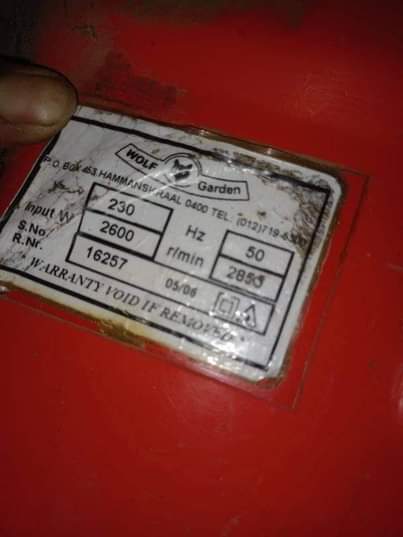 WOLF Garden
P.O. BOX 453, HAMMANSKRAAL 0400 TEL: (012)719-
230 Hz 50
Input W 2600 r/min 2853
S.No. 16257 05/06
R.Nr.
WARRANTY VOID IF REMOVED